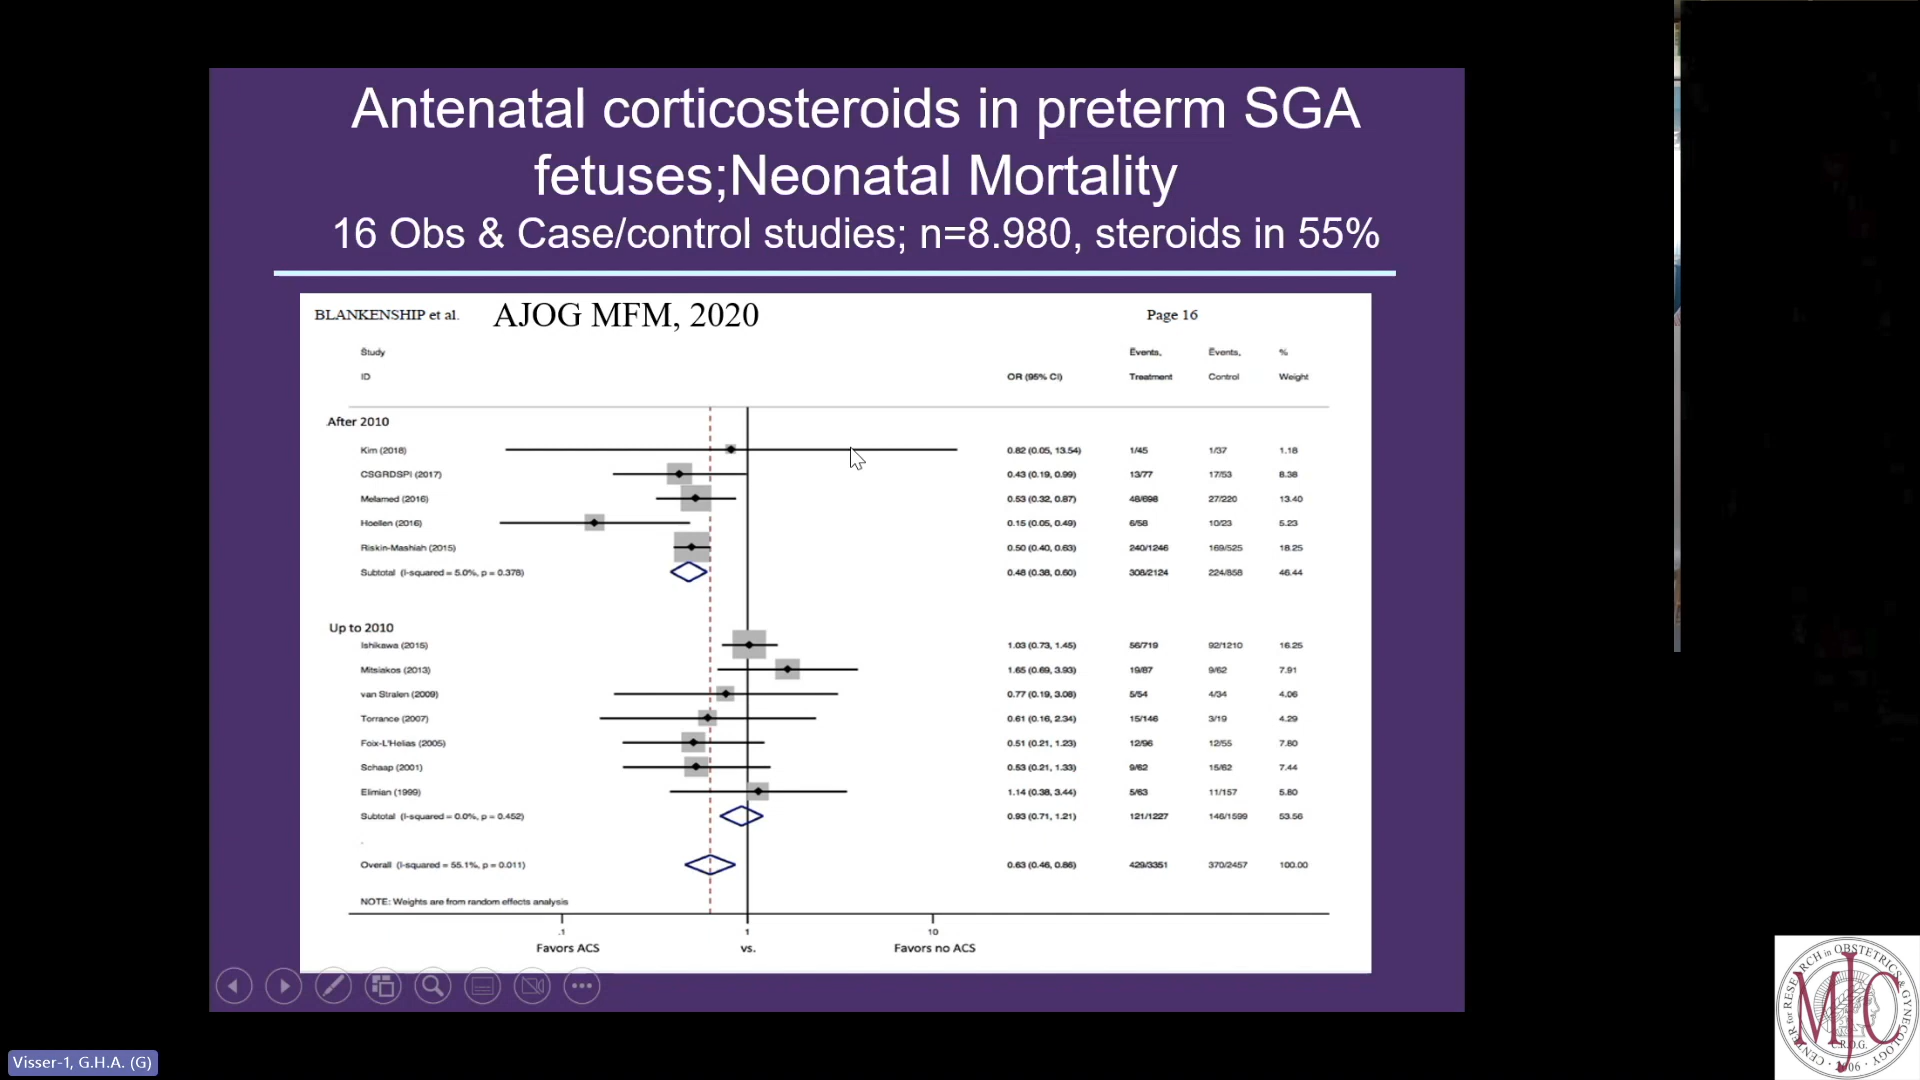 Antenatal corticosteroids in preterm SGA
fetuses;Neonatal Mortality
16 Obs & Case/control studies; n=8.980, steroids in 55%
BLANKENSHIP et al. AJOG MFM, 2020 Page 16
Study Events, Events, %
ID OR (95% CI) Treatment Control Weight
After 2010
Kim (2018) 0.82 (0.05, 13.54) 1/45 1/37 1.18
CSGRDSPI (2017) 0.43 (0.19, 0.99) 13/77 17/53 8.38
Melamed (2016) 0.53 (0.32, 0.87) 48/698 27/220 13.40
Hoellen (2016) 0.15 (0.05, 0.49) 6/58 10/23 5.23
Riskin-Mashiah (2015) 0.50 (0.40, 0.63) 240/1246 169/525 18.25
Subtotal (I-squared = 5.0%, p = 0.378) 0.48 (0.38, 0.60) 308/2124 224/858 46.44
Up to 2010
Ishikawa (2015) 1.03 (0.73, 1.45) 56/719 92/1210 16.25
Mitsiakos (2013) 1.65 (0.69, 3.93) 19/87 9/62 7.91
van Stralen (2009) 0.77 (0.19, 3.08) 5/54 4/34 4.06
Torrance (2007) 0.61 (0.16, 2.34) 15/146 3/19 4.29
Foix-L'Helias (2005) 0.51 (0.21, 1.23) 12/96 12/55 7.80
Schaap (2001) 0.53 (0.21, 1.33) 9/62 15/62 7.44
Elimian (1999) 1.14 (0.38, 3.44) 5/63 11/157 5.80
Subtotal (I-squared = 0.0%, p = 0.452) 0.93 (0.71, 1.21) 121/1227 146/1599 53.56
.
Overall (I-squared = 55.1%, p = 0.011) 0.63 (0.46, 0.86) 429/3351 370/2457 100.00
NOTE: Weights are from random effects analysis
.1 1 10
Favors ACS vs. Favors no ACS
Visser-1, G.H.A. (G)
CENTER for RESEARCH in OBSTETRICS & GYNECOLOGY
MJC
C.R.O.G.
2006